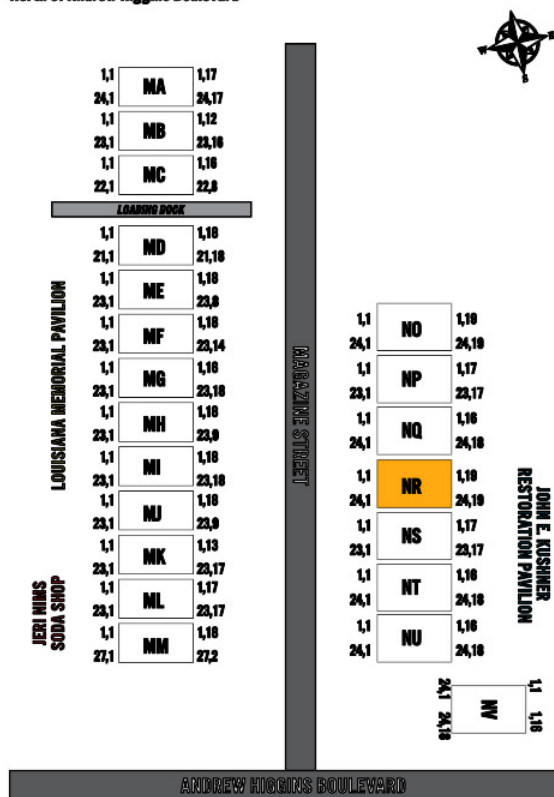 North of Andrew Higgins Boulevard
N
E
S
W
1,1 MA 1,17
24,1 24,17
1,1 MB 1,12
23,1 23,16
1,1 MC 1,16
22,1 22,8
LOADING DOCK
1,1 MD 1,18
21,1 21,18
1,1 ME 1,18
23,1 23,8
1,1 MF 1,18
23,1 23,14
1,1 MG 1,16
23,1 23,18
1,1 MH 1,18
23,1 23,9
1,1 MI 1,18
23,1 23,18
1,1 MJ 1,18
23,1 23,9
1,1 MK 1,13
23,1 23,17
1,1 ML 1,17
23,1 23,17
1,1 MM 1,18
27,1 27,2
LOUISIANA MEMORIAL PAVILION
JERI NIMS
SODA SHOP
MAGAZINE STREET
1,1 NO 1,19
24,1 24,19
1,1 NP 1,17
23,1 23,17
1,1 NQ 1,16
24,1 24,18
1,1 NR 1,19
24,1 24,19
1,1 NS 1,17
23,1 23,17
1,1 NT 1,16
24,1 24,18
1,1 NU 1,16
24,1 24,18
JOHN E. KUSHNER
RESTORATION PAVILION
24,1 1,1
NV
24,18 1,16
ANDREW HIGGINS BOULEVARD